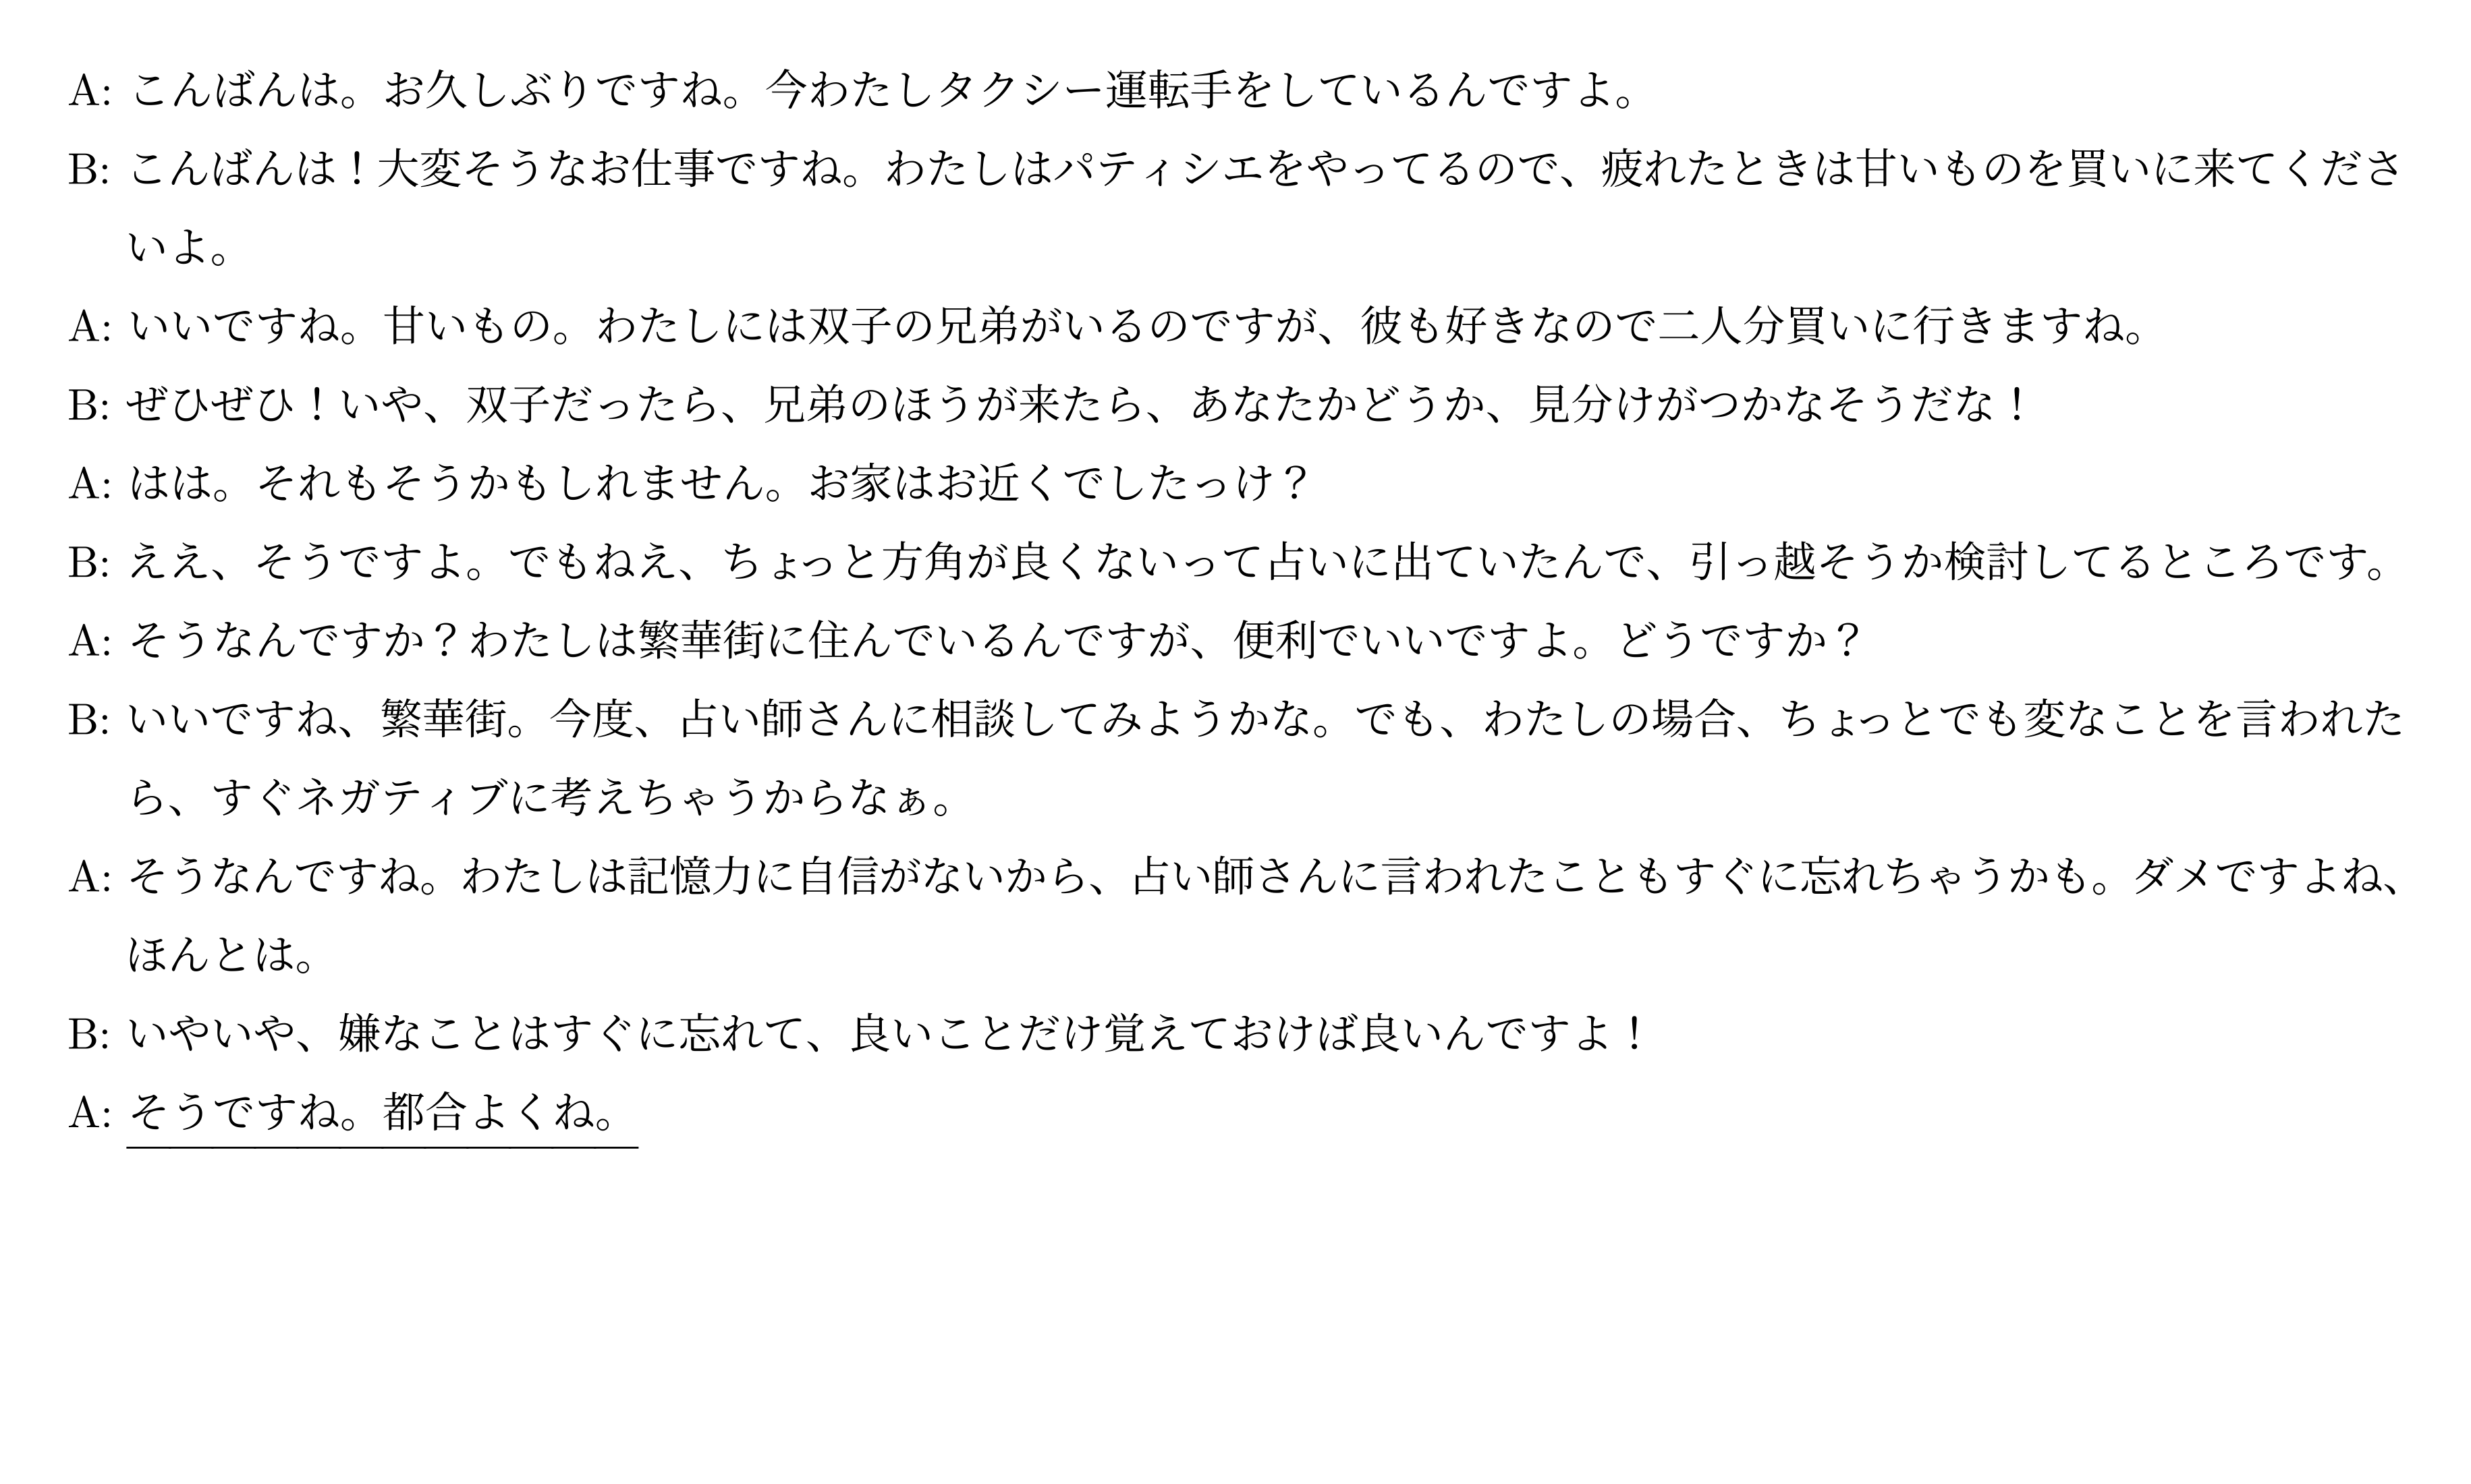 A: こんばんは。お久しぶりですね。今わたしタクシー運転手をしているんですよ。
B: こんばんは！大変そうなお仕事ですね。わたしはパティシエをやってるので、疲れたときは甘いものを買いに来てくださ
いよ。
A: いいですね。甘いもの。わたしには双子の兄弟がいるのですが、彼も好きなので二人分買いに行きますね。
B: ぜひぜひ！いや、双子だったら、兄弟のほうが来たら、あなたかどうか、見分けがつかなそうだな！
A: はは。それもそうかもしれません。お家はお近くでしたっけ？
B: ええ、そうですよ。でもねえ、ちょっと方角が良くないって占いに出ていたんで、引っ越そうか検討してるところです。
A: そうなんですか？わたしは繁華街に住んでいるんですが、便利でいいですよ。どうですか？
B: いいですね、繁華街。今度、占い師さんに相談してみようかな。でも、わたしの場合、ちょっとでも変なことを言われた
ら、すぐネガティブに考えちゃうからなぁ。
A: そうなんですね。わたしは記憶力に自信がないから、占い師さんに言われたこともすぐに忘れちゃうかも。ダメですよね、
ほんとは。
B: いやいや、嫌なことはすぐに忘れて、良いことだけ覚えておけば良いんですよ！
A: そうですね。都合よくね。